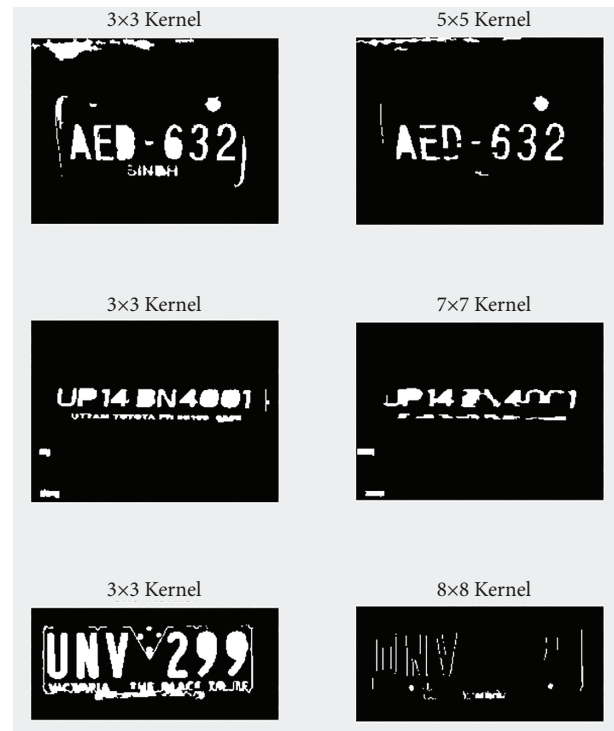 3×3 Kernel
5×5 Kernel
AED-632
SINDH
AED-632
3×3 Kernel
7×7 Kernel
UP14 BN4001
UP14
3×3 Kernel
8×8 Kernel
UNV 299
VICTORIA THE PLACE TO BE